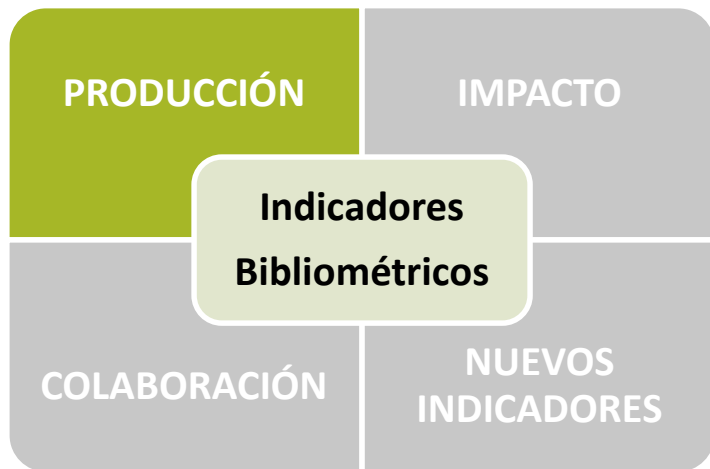 PRODUCCIÓN
IMPACTO
Indicadores
Bibliométricos
COLABORACIÓN
NUEVOS
INDICADORES